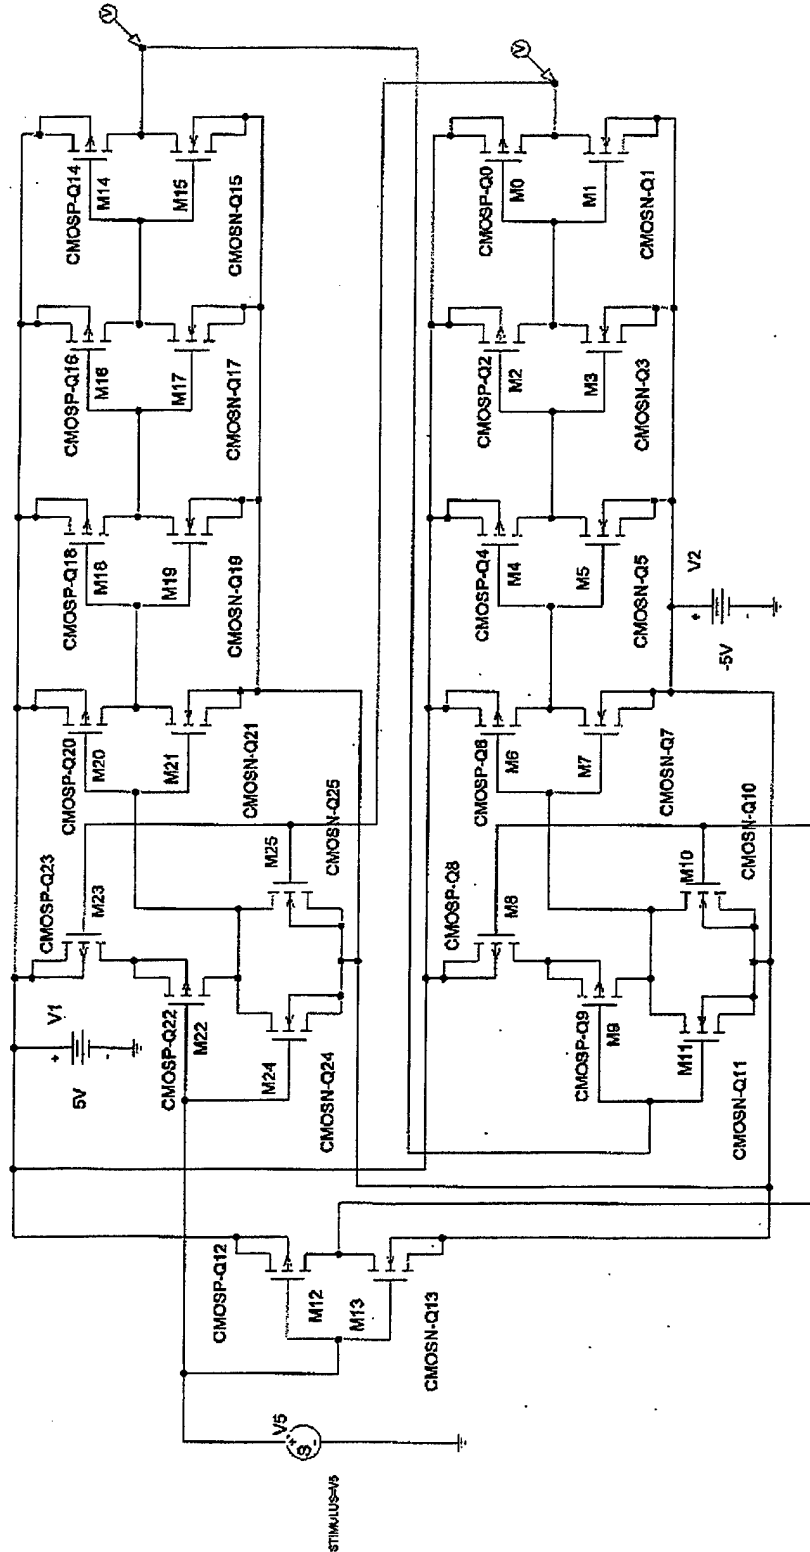 STIMULUS=V5
V5
+
S
-
CMOSP-Q12
M12
M13
CMOSN-Q13
V1
+
-
5V
CMOSP-Q23
M23
CMOSP-Q22
M22
M24
CMOSN-Q24
M25
CMOSN-Q25
CMOSP-Q20
M20
M21
CMOSN-Q21
CMOSP-Q18
M18
M19
CMOSN-Q19
CMOSP-Q16
M16
M17
CMOSN-Q17
CMOSP-Q14
M14
M15
CMOSN-Q15
V
CMOSP-Q8
M8
CMOSP-Q9
M9
M11
CMOSN-Q11
M10
CMOSN-Q10
CMOSP-Q6
M6
M7
CMOSN-Q7
V2
+
-
-5V
CMOSP-Q4
M4
M5
CMOSN-Q5
CMOSP-Q2
M2
M3
CMOSN-Q3
CMOSP-Q0
M0
M1
CMOSN-Q1
V